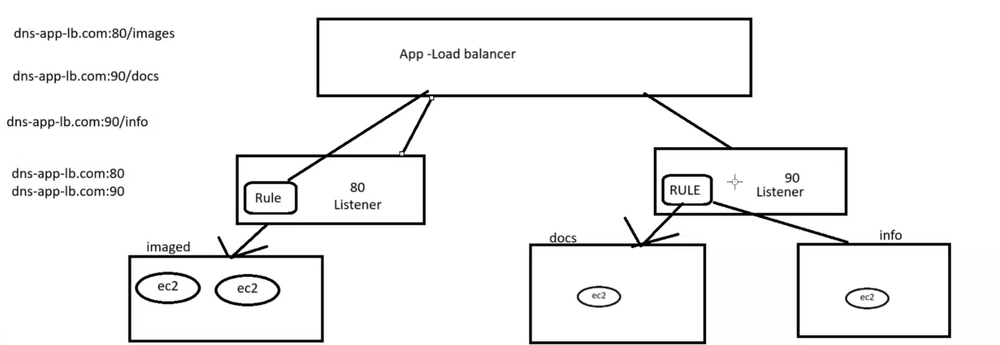 dns-app-lb.com:80/images
dns-app-lb.com:90/docs
dns-app-lb.com:90/info
dns-app-lb.com:80
dns-app-lb.com:90
App -Load balancer
Rule
80
Listener
RULE
90
Listener
imaged
ec2
ec2
docs
ec2
info
ec2